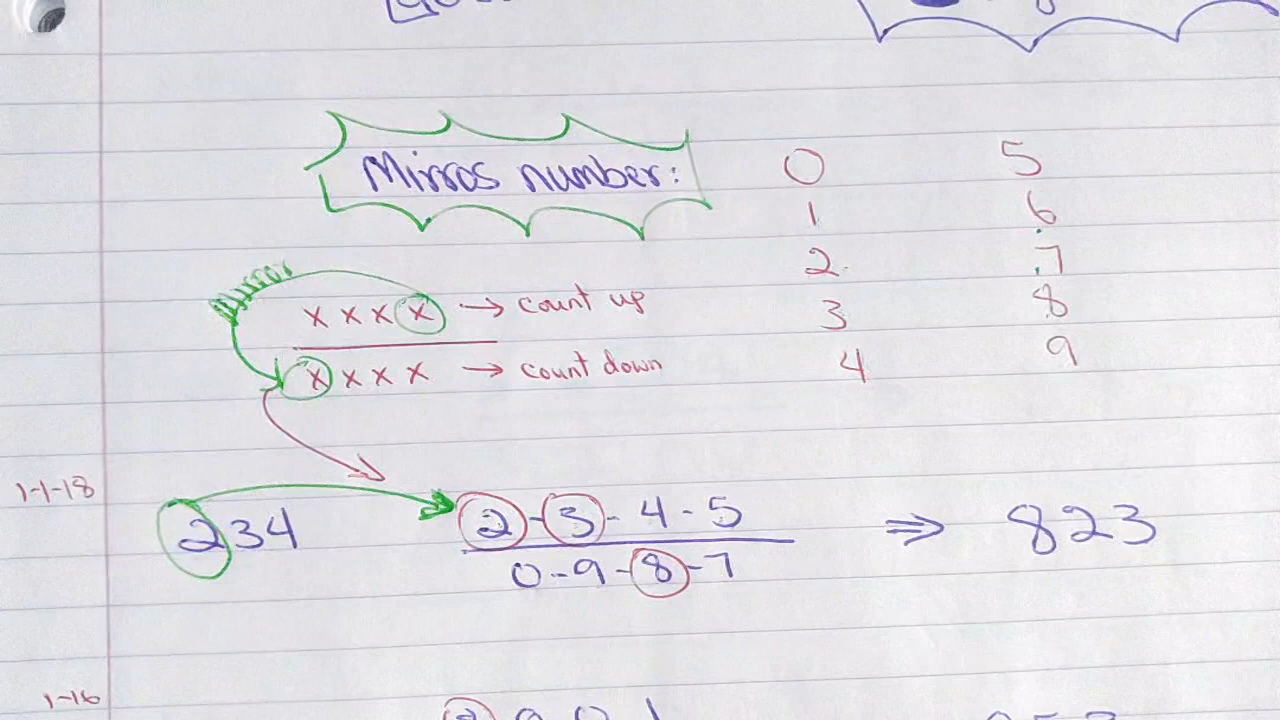 Mirros number: 0 5
1 6
2 7
x x x x → count up 3 8
x x x x → count down 4 9
1-1-18
234 2-3-4-5 ⇒ 823
0-9-8-7
1-16